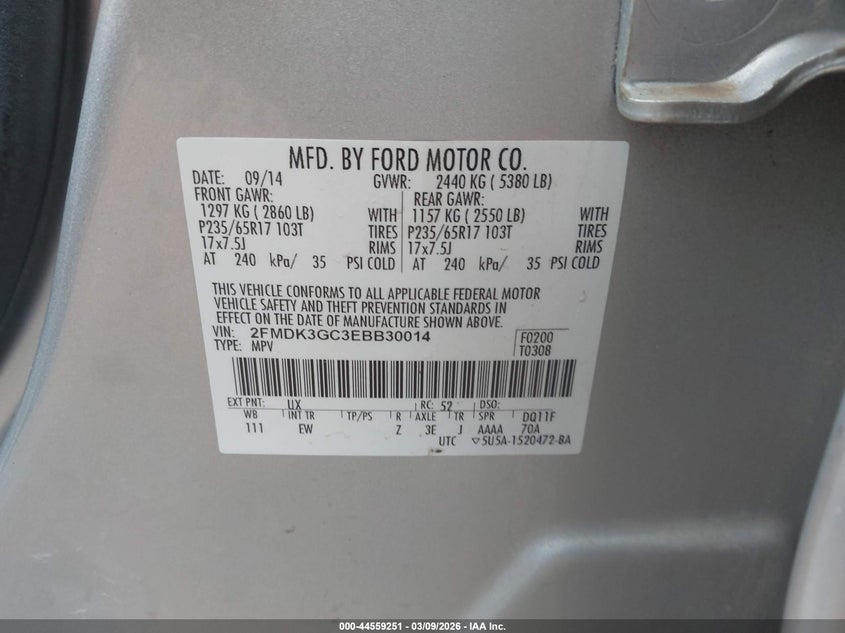 MFD. BY FORD MOTOR CO.
DATE: 09/14 GVWR: 2440 KG ( 5380 LB)
FRONT GAWR: REAR GAWR:
1297 KG ( 2860 LB) WITH 1157 KG ( 2550 LB) WITH
P235/65R17 103T TIRES P235/65R17 103T TIRES
17x7.5J RIMS 17x7.5J RIMS
AT 240 kPa/ 35 PSI COLD AT 240 kPa/ 35 PSI COLD
THIS VEHICLE CONFORMS TO ALL APPLICABLE FEDERAL MOTOR
VEHICLE SAFETY AND THEFT PREVENTION STANDARDS IN
EFFECT ON THE DATE OF MANUFACTURE SHOWN ABOVE.
VIN: 2FMDK3GC3EBB30014 F0200
TYPE: MPV T0308
EXT PNT: UX RC: 52 DSO:
WB INT TR TP/PS R AXLE TR SPR DQ11F
111 EW Z 3E J AAAA 70A
UTC ▽5U5A-1520472-BA
000-44559251 | 03/09/2026 | IAA Inc.